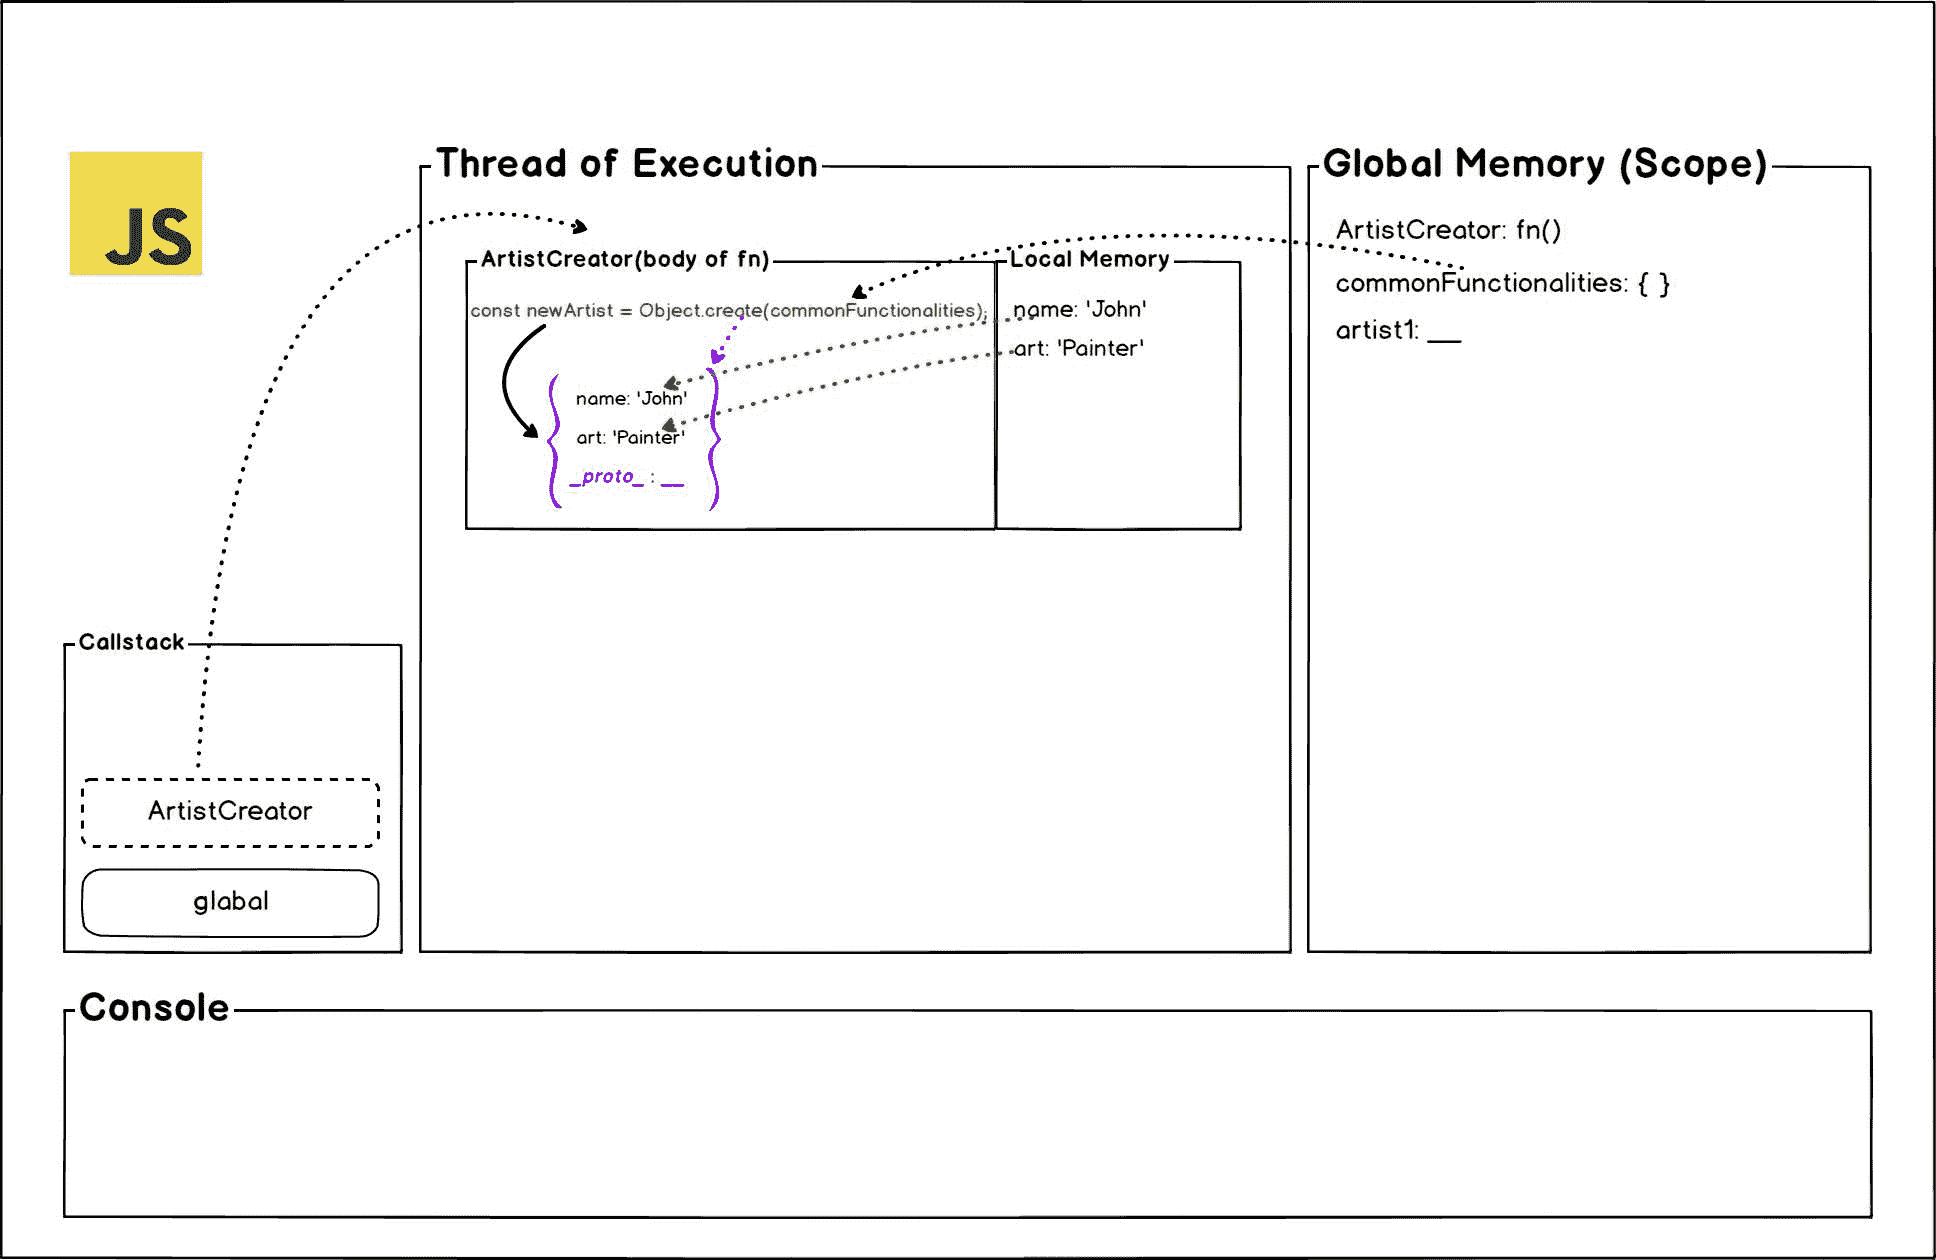 JS
Thread of Execution
ArtistCreator(body of fn)
const newArtist = Object.create(commonFunctionalities);
name: 'John'
art: 'Painter'
_proto_ : __
Local Memory
name: 'John'
art: 'Painter'
Global Memory (Scope)
ArtistCreator: fn()
commonFunctionalities: { }
artist1: __
Callstack
ArtistCreator
glabal
Console